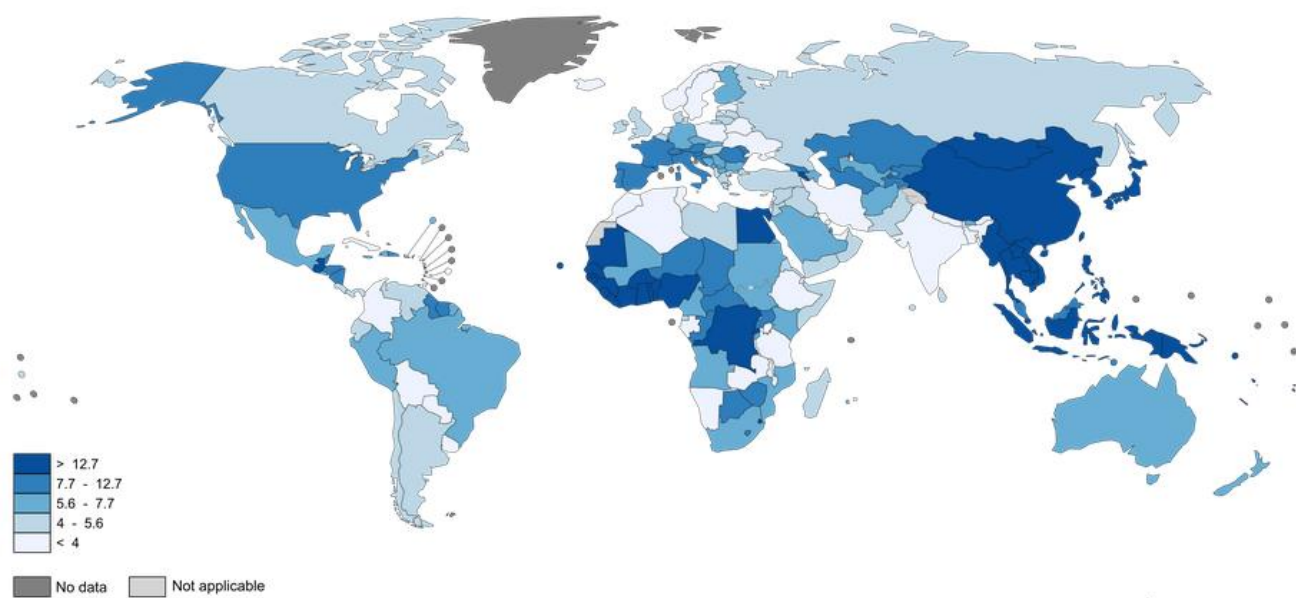 > 12.7
7.7 - 12.7
5.6 - 7.7
4 - 5.6
< 4
No data
Not applicable